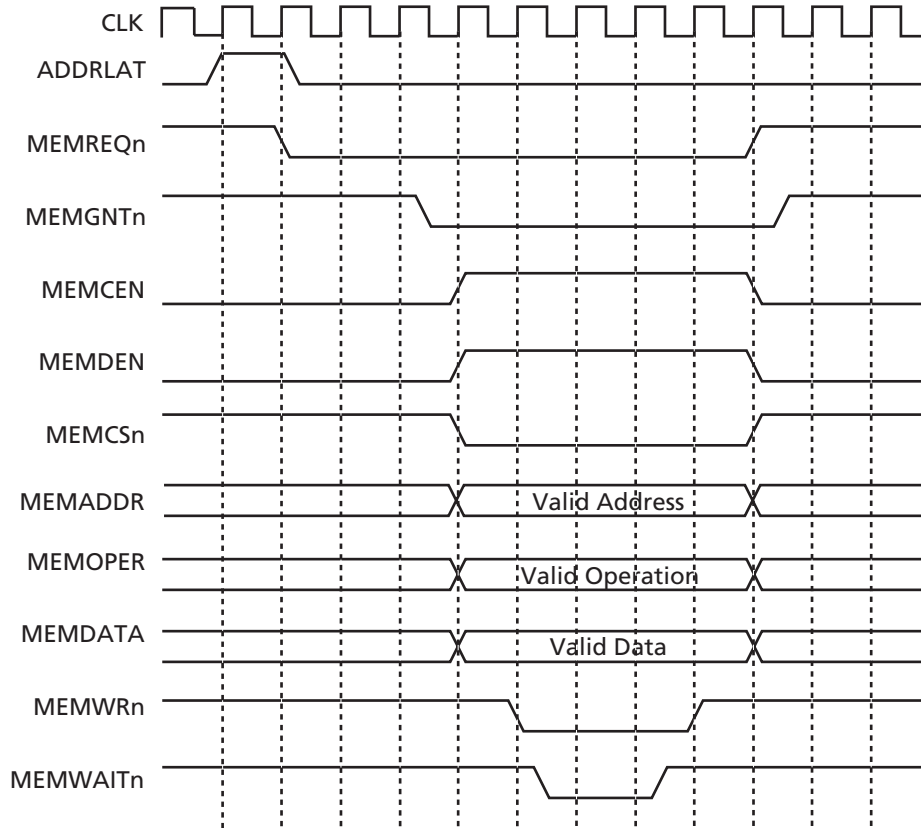 CLK
ADDRLAT
MEMREQn
MEMGNTn
MEMCEN
MEMDEN
MEMCSn
MEMADDR
Valid Address
MEMOPER
Valid Operation
MEMDATA
Valid Data
MEMWRn
MEMWAITn